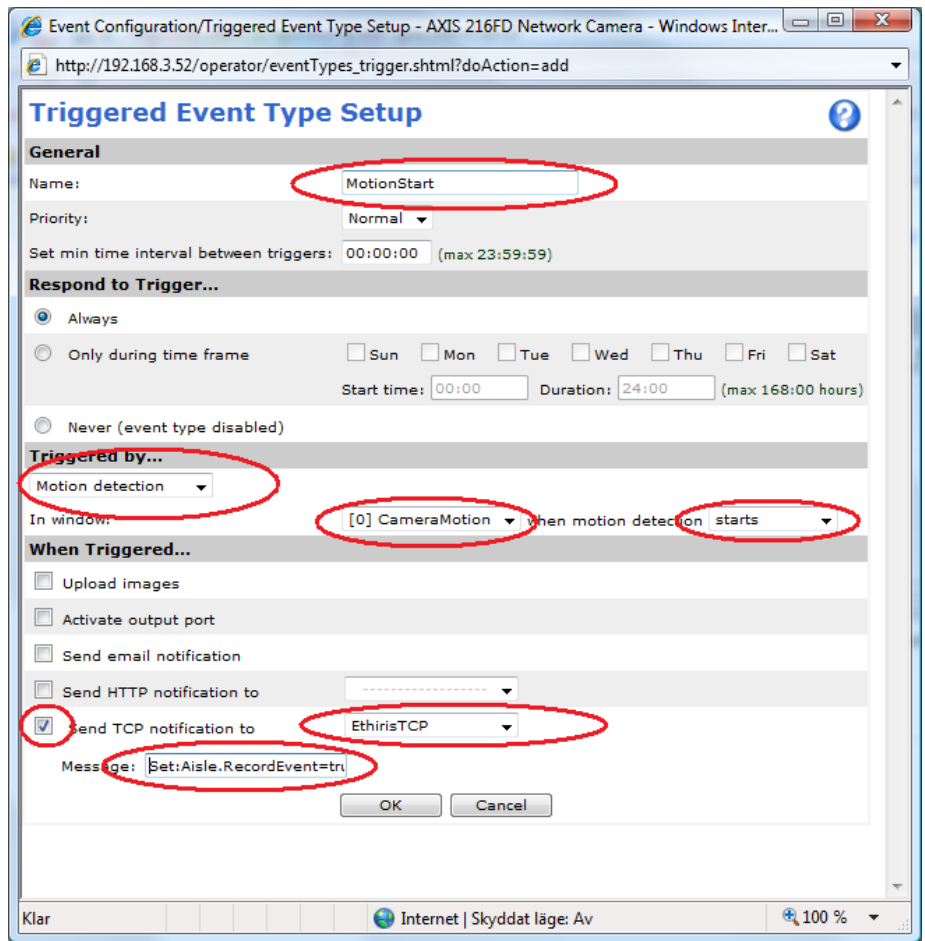 Event Configuration/Triggered Event Type Setup - AXIS 216FD Network Camera - Windows Inter...
http://192.168.3.52/operator/eventTypes_trigger.shtml?doAction=add
Triggered Event Type Setup
General
Name: MotionStart
Priority: Normal
Set min time interval between triggers: 00:00:00 (max 23:59:59)
Respond to Trigger...
Always
Only during time frame Sun Mon Tue Wed Thu Fri Sat
Start time: 00:00 Duration: 24:00 (max 168:00 hours)
Never (event type disabled)
Triggered by...
Motion detection
In window: [0] CameraMotion when motion detection starts
When Triggered...
Upload images
Activate output port
Send email notification
Send HTTP notification to ------------------
Send TCP notification to EthirisTCP
Message: Set:Aisle.RecordEvent=tru
OK Cancel
Klar Internet | Skyddat läge: Av 100 %